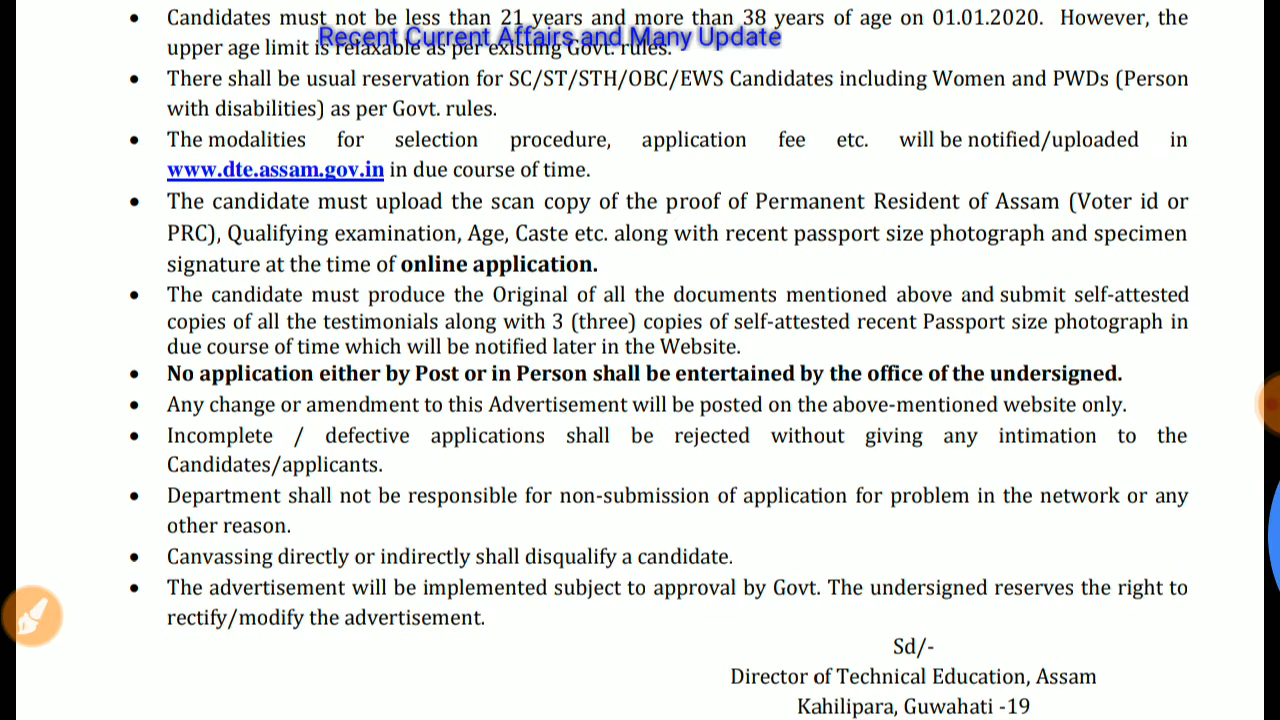 • Candidates must not be less than 21 years and more than 38 years of age on 01.01.2020. However, the
Recent Current Affairs and Many Update
upper age limit is relaxable as per existing Govt. rules.
• There shall be usual reservation for SC/ST/STH/OBC/EWS Candidates including Women and PWDs (Person
with disabilities) as per Govt. rules.
• The modalities for selection procedure, application fee etc. will be notified/uploaded in
www.dte.assam.gov.in in due course of time.
• The candidate must upload the scan copy of the proof of Permanent Resident of Assam (Voter id or
PRC), Qualifying examination, Age, Caste etc. along with recent passport size photograph and specimen
signature at the time of online application.
• The candidate must produce the Original of all the documents mentioned above and submit self-attested
copies of all the testimonials along with 3 (three) copies of self-attested recent Passport size photograph in
due course of time which will be notified later in the Website.
• No application either by Post or in Person shall be entertained by the office of the undersigned.
• Any change or amendment to this Advertisement will be posted on the above-mentioned website only.
• Incomplete / defective applications shall be rejected without giving any intimation to the
Candidates/applicants.
• Department shall not be responsible for non-submission of application for problem in the network or any
other reason.
• Canvassing directly or indirectly shall disqualify a candidate.
• The advertisement will be implemented subject to approval by Govt. The undersigned reserves the right to
rectify/modify the advertisement.
Sd/-
Director of Technical Education, Assam
Kahilipara, Guwahati -19